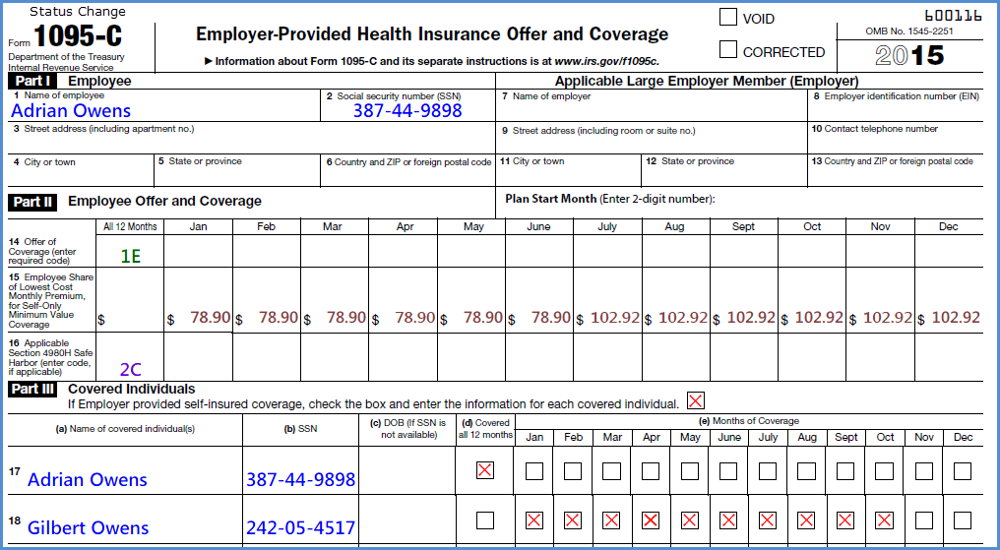 Status Change
600116
Form 1095-C
Department of the Treasury
Internal Revenue Service
Employer-Provided Health Insurance Offer and Coverage
▶ Information about Form 1095-C and its separate instructions is at www.irs.gov/f1095c.
VOID
CORRECTED
OMB No. 1545-2251
2015
Part I Employee
Applicable Large Employer Member (Employer)
1 Name of employee
Adrian Owens
2 Social security number (SSN)
387-44-9898
7 Name of employer
8 Employer identification number (EIN)
3 Street address (including apartment no.)
9 Street address (including room or suite no.)
10 Contact telephone number
4 City or town
5 State or province
6 Country and ZIP or foreign postal code
11 City or town
12 State or province
13 Country and ZIP or foreign postal code
Part II Employee Offer and Coverage
Plan Start Month (Enter 2-digit number):
All 12 Months Jan Feb Mar Apr May June July Aug Sept Oct Nov Dec
14 Offer of
Coverage (enter
required code)
1E
15 Employee Share
of Lowest Cost
Monthly Premium,
for Self-Only
Minimum Value
Coverage
$ $ 78.90 $ 78.90 $ 78.90 $ 78.90 $ 78.90 $ 78.90 $ 102.92 $ 102.92 $ 102.92 $ 102.92 $ 102.92 $ 102.92
16 Applicable
Section 4980H Safe
Harbor (enter code,
if applicable)
2C
Part III Covered Individuals
If Employer provided self-insured coverage, check the box and enter the information for each covered individual.
(a) Name of covered individual(s)
(b) SSN
(c) DOB (If SSN is
not available)
(d) Covered
all 12 months
(e) Months of Coverage
Jan Feb Mar Apr May June July Aug Sept Oct Nov Dec
17 Adrian Owens 387-44-9898
18 Gilbert Owens 242-05-4517